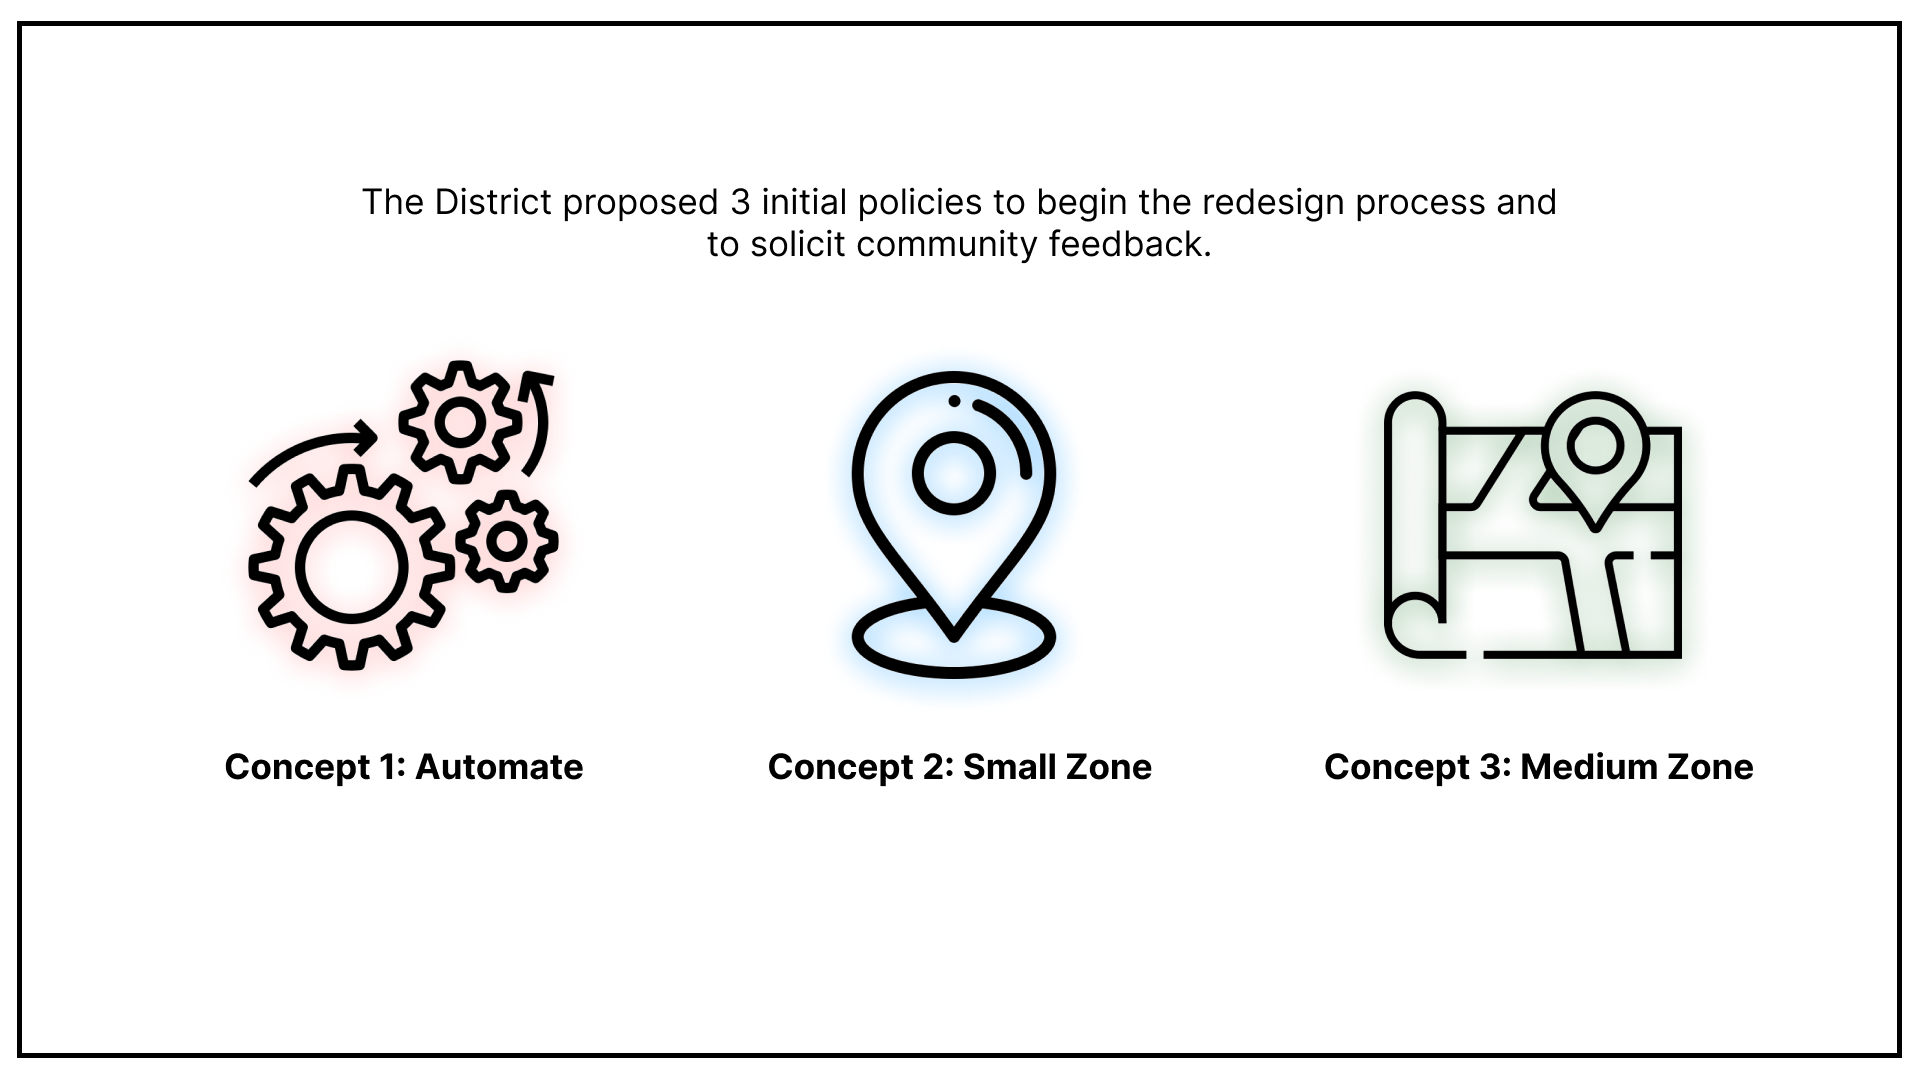 The District proposed 3 initial policies to begin the redesign process and
to solicit community feedback.
Concept 1: Automate
Concept 2: Small Zone
Concept 3: Medium Zone